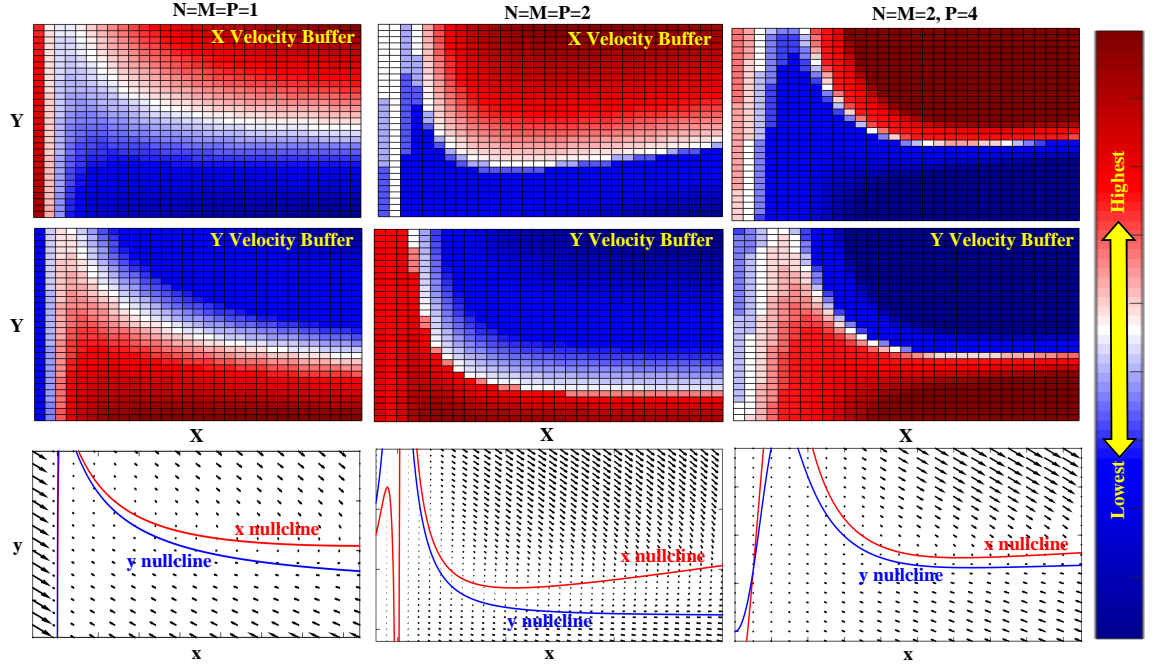 N=M=P=1
N=M=P=2
N=M=2, P=4
X Velocity Buffer
X Velocity Buffer
X Velocity Buffer
Y
Highest
Y Velocity Buffer
Y Velocity Buffer
Y Velocity Buffer
Y
X
X
X
Lowest
x nullcline
y nullcline
x nullcline
y nullcline
x nullcline
y nullcline
y
x
x
x